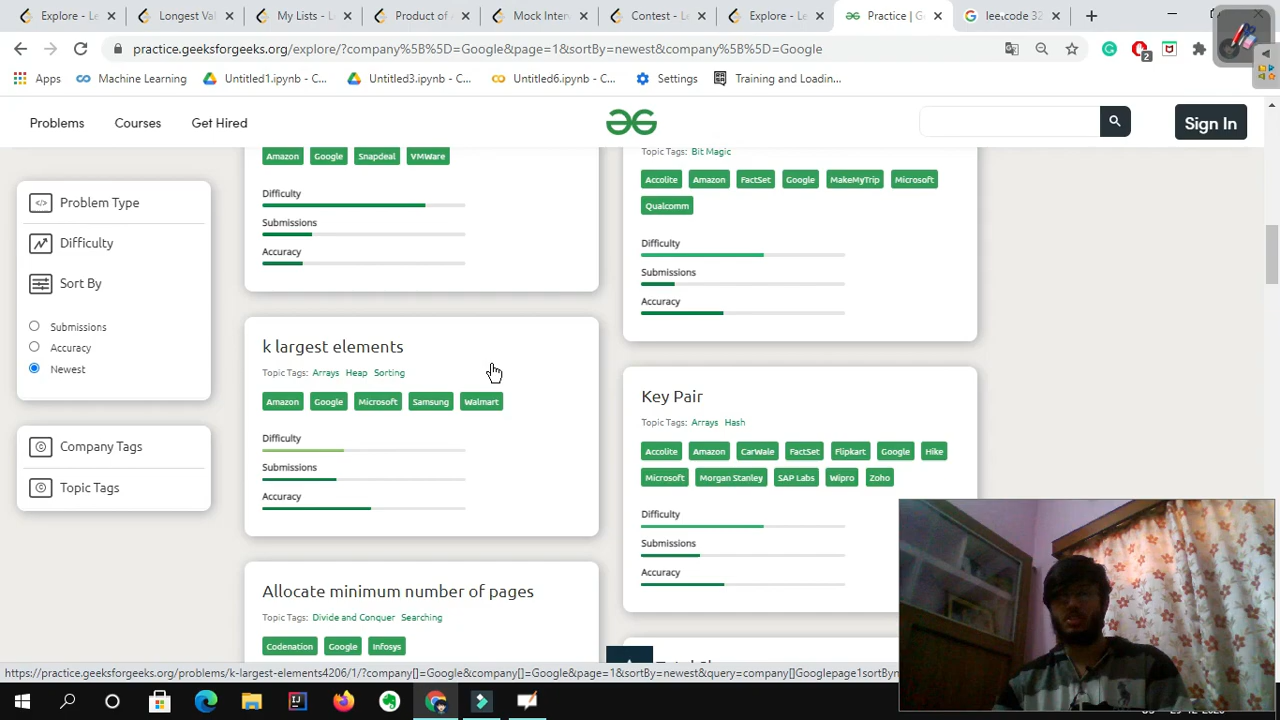 Explore - Le
Longest Val
My Lists - L
Product of
Mock Int
Contest - Le
Explore - Le
Practice | G
leetcode 32
practice.geeksforgeeks.org/explore/?company%5B%5D=Google&page=1&sortBy=newest&company%5B%5D=Google
2
Apps
Machine Learning
Untitled1.ipynb - C...
Untitled3.ipynb - C...
Untitled0.ipynb - C...
Settings
Training and Loadin...
Problems
Courses
Get Hired
Sign In
Problem Type
Difficulty
Sort By
Submissions
Accuracy
Newest
Company Tags
Topic Tags
Amazon Google Snapdeal VMWare
Difficulty
Submissions
Accuracy
Topic Tags: Bit Magic
Accolite Amazon FactSet Google MakeMyTrip Microsoft
Qualcomm
Difficulty
Submissions
Accuracy
k largest elements
Topic Tags: Arrays Heap Sorting
Amazon Google Microsoft Samsung Walmart
Difficulty
Submissions
Accuracy
Key Pair
Topic Tags: Arrays Hash
Accolite Amazon CarWale FactSet Flipkart Google Hike
Microsoft Morgan Stanley SAP Labs Wipro Zoho
Difficulty
Submissions
Accuracy
Allocate minimum number of pages
Topic Tags: Divide and Conquer Searching
Codenation Google Infosys
https://practice.geeksforgeeks.org/problems/k-largest-elements4206/1/?company[]=Google&company[]=Google&page=1&sortBy=newest&query=company[]Googlepage1sortByn